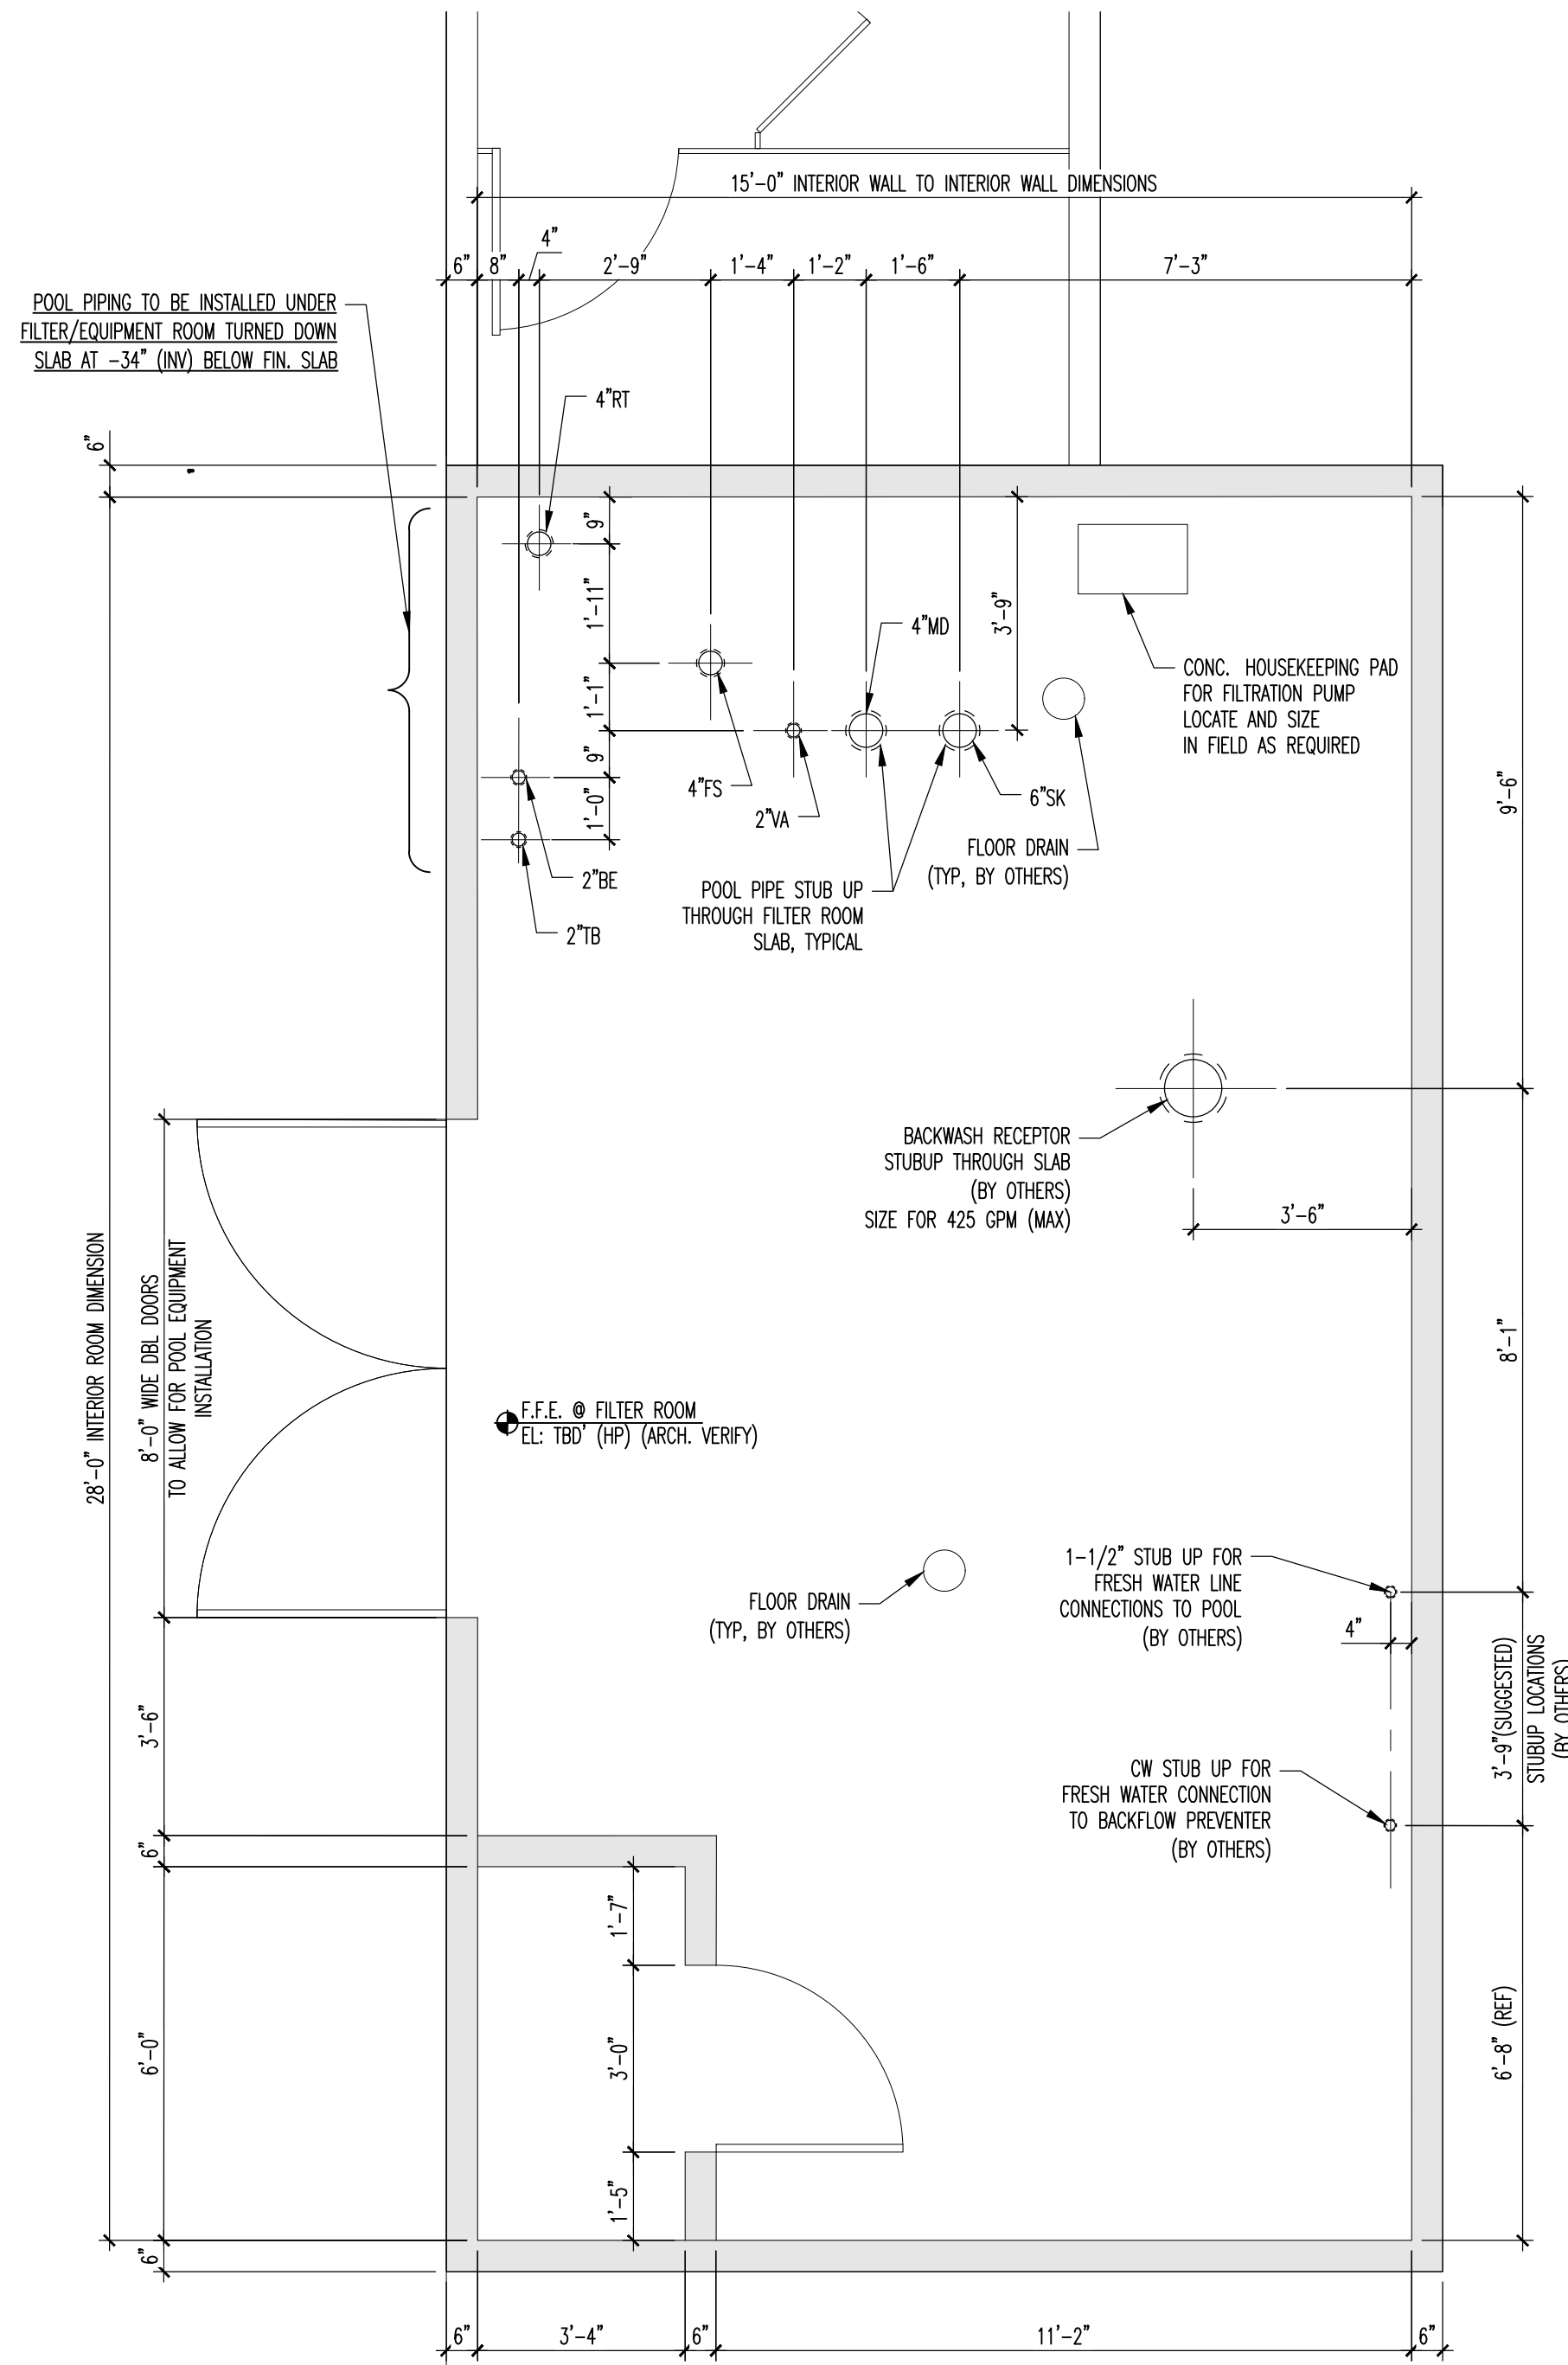 15'-0" INTERIOR WALL TO INTERIOR WALL DIMENSIONS
4"
6"
8"
2'-9"
1'-4"
1'-2"
1'-6"
7'-3"
POOL PIPING TO BE INSTALLED UNDER
FILTER/EQUIPMENT ROOM TURNED DOWN
SLAB AT -34" (INV) BELOW FIN. SLAB
4"RT
6"
9"
1'-11"
1'-1"
9"
1'-0"
3'-9"
4"MD
CONC. HOUSEKEEPING PAD
FOR FILTRATION PUMP
LOCATE AND SIZE
IN FIELD AS REQUIRED
4"FS
2"VA
6"SK
FLOOR DRAIN
(TYP, BY OTHERS)
2"BE
2"TB
POOL PIPE STUB UP
THROUGH FILTER ROOM
SLAB, TYPICAL
9'-6"
BACKWASH RECEPTOR
STUBUP THROUGH SLAB
(BY OTHERS)
SIZE FOR 425 GPM (MAX)
3'-6"
28'-0" INTERIOR ROOM DIMENSION
8'-0" WIDE DBL DOORS
TO ALLOW FOR POOL EQUIPMENT
INSTALLATION
8'-1"
F.F.E. @ FILTER ROOM
EL: TBD' (HP) (ARCH. VERIFY)
1-1/2" STUB UP FOR
FRESH WATER LINE
CONNECTIONS TO POOL
(BY OTHERS)
FLOOR DRAIN
(TYP, BY OTHERS)
4"
3'-9"(SUGGESTED)
STUBUP LOCATIONS
(BY OTHERS)
3'-6"
CW STUB UP FOR
FRESH WATER CONNECTION
TO BACKFLOW PREVENTER
(BY OTHERS)
6"
1'-7"
6'-0"
3'-0"
6'-8" (REF)
1'-5"
6"
6"
3'-4"
6"
11'-2"
6"